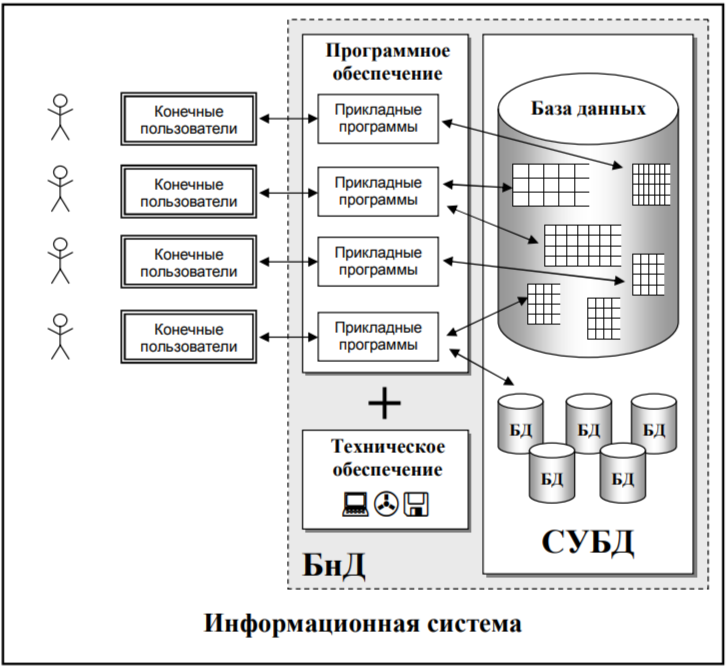 Программное
обеспечение
База данных
Конечные
пользователи
Прикладные
программы
Конечные
пользователи
Прикладные
программы
Конечные
пользователи
Прикладные
программы
Конечные
пользователи
Прикладные
программы
+
Техническое
обеспечение
БД
БД
БД
БД
БД
СУБД
БнД
Информационная система